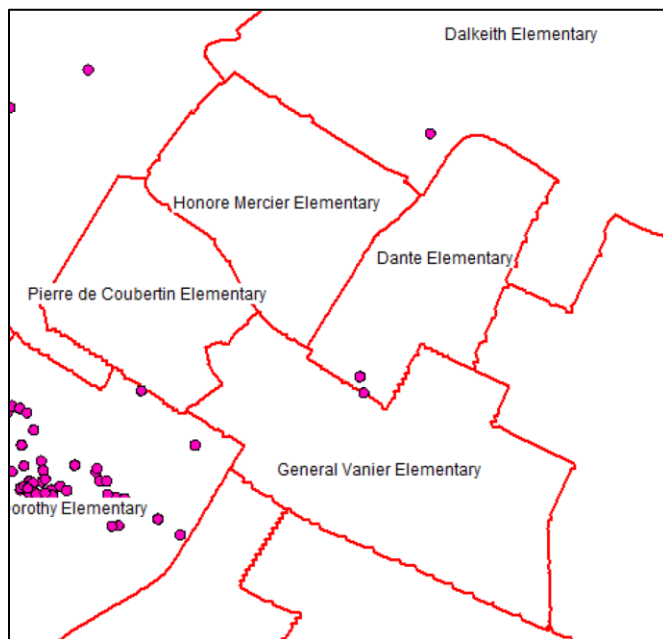 Dalkeith Elementary
Honore Mercier Elementary
Dante Elementary
Pierre de Coubertin Elementary
General Vanier Elementary
orothy Elementary